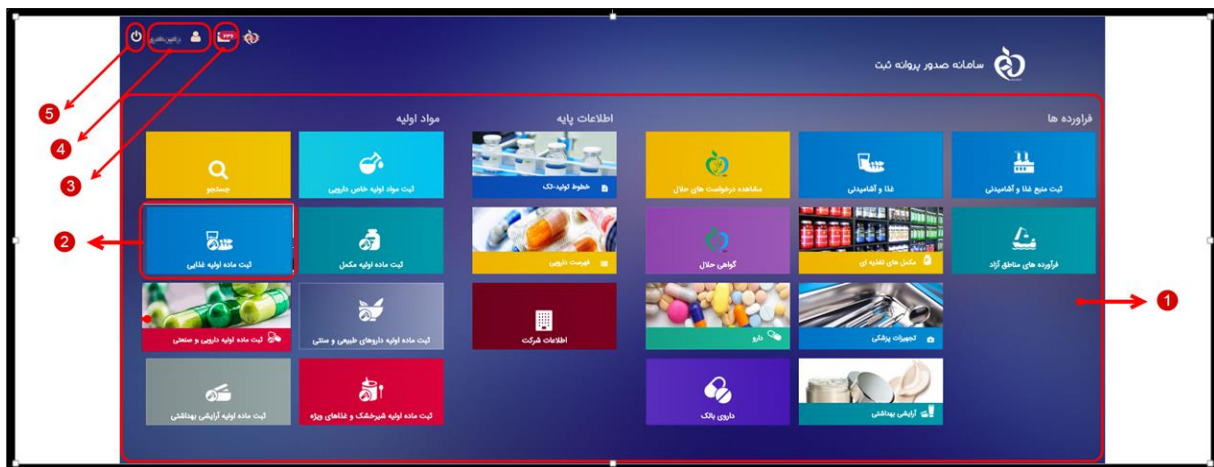 سامانه صدور پروانه ثبت
۲۳۶
5
4
3
2
1
فراورده ها
ثبت منبع غذا و آشامیدنی
غذا و آشامیدنی
مشاهده درخواست های حلال
فرآورده های مناطق آزاد
مکمل های تغذیه ای
گواهی حلال
تجهیزات پزشکی
دارو
آرایشی بهداشتی
داروی بالک
اطلاعات پایه
خطوط تولید-تک
فهرست دارویی
اطلاعات شرکت
مواد اولیه
ثبت مواد اولیه خاص دارویی
جستجو
ثبت ماده اولیه مکمل
ثبت ماده اولیه غذایی
ثبت ماده اولیه داروهای طبیعی و سنتی
ثبت ماده اولیه دارویی و صنعتی
ثبت ماده اولیه شیرخشک و غذاهای ویژه
ثبت ماده اولیه آرایشی بهداشتی